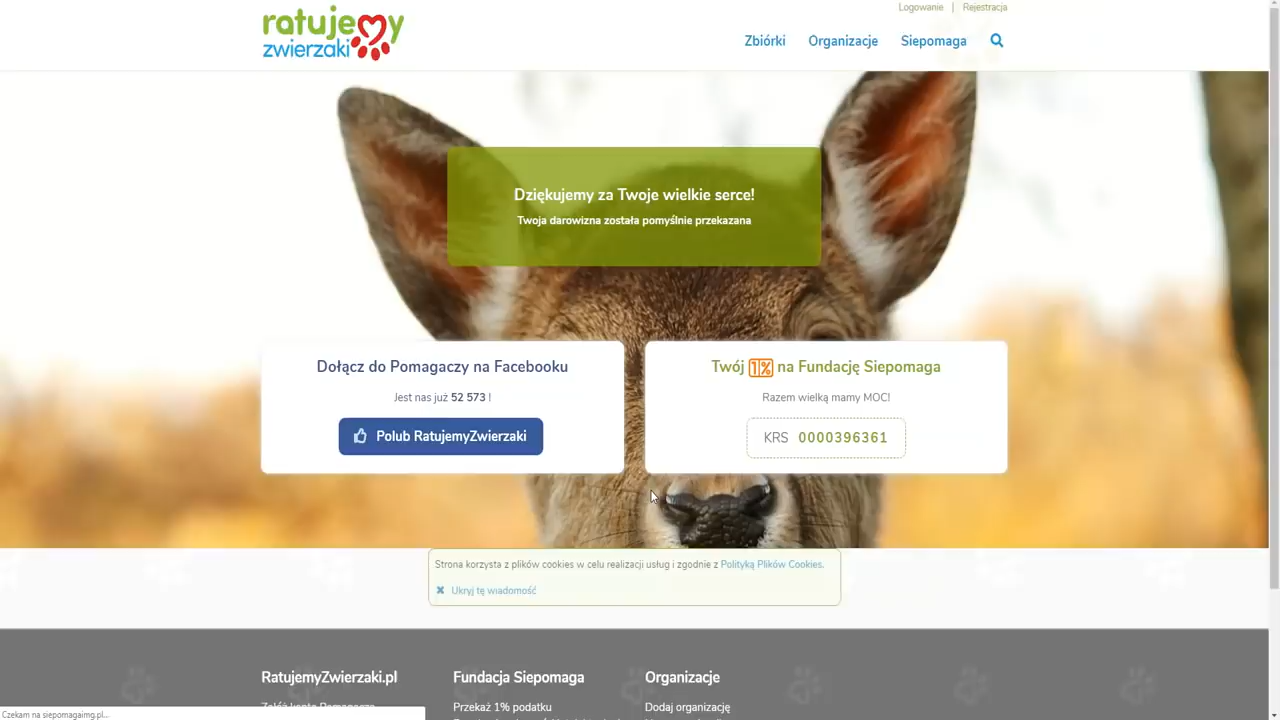 Logowanie | Rejestracja
ratujemy
zwierzaki
Zbiórki Organizacje Siepomaga
Dziękujemy za Twoje wielkie serce!
Twoja darowizna została pomyślnie przekazana
Dołącz do Pomagaczy na Facebooku
Jest nas już 52 573 !
Polub RatujemyZwierzaki
Twój 1% na Fundację Siepomaga
Razem wielką mamy MOC!
KRS 0000396361
Strona korzysta z plików cookies w celu realizacji usług i zgodnie z Polityką Plików Cookies.
✖ Ukryj tę wiadomość
RatujemyZwierzaki.pl Fundacja Siepomaga Organizacje
Załóż konto Pomagacza Przekaż 1% podatku Dodaj organizację
Czekam na siepomagaimg.pl...